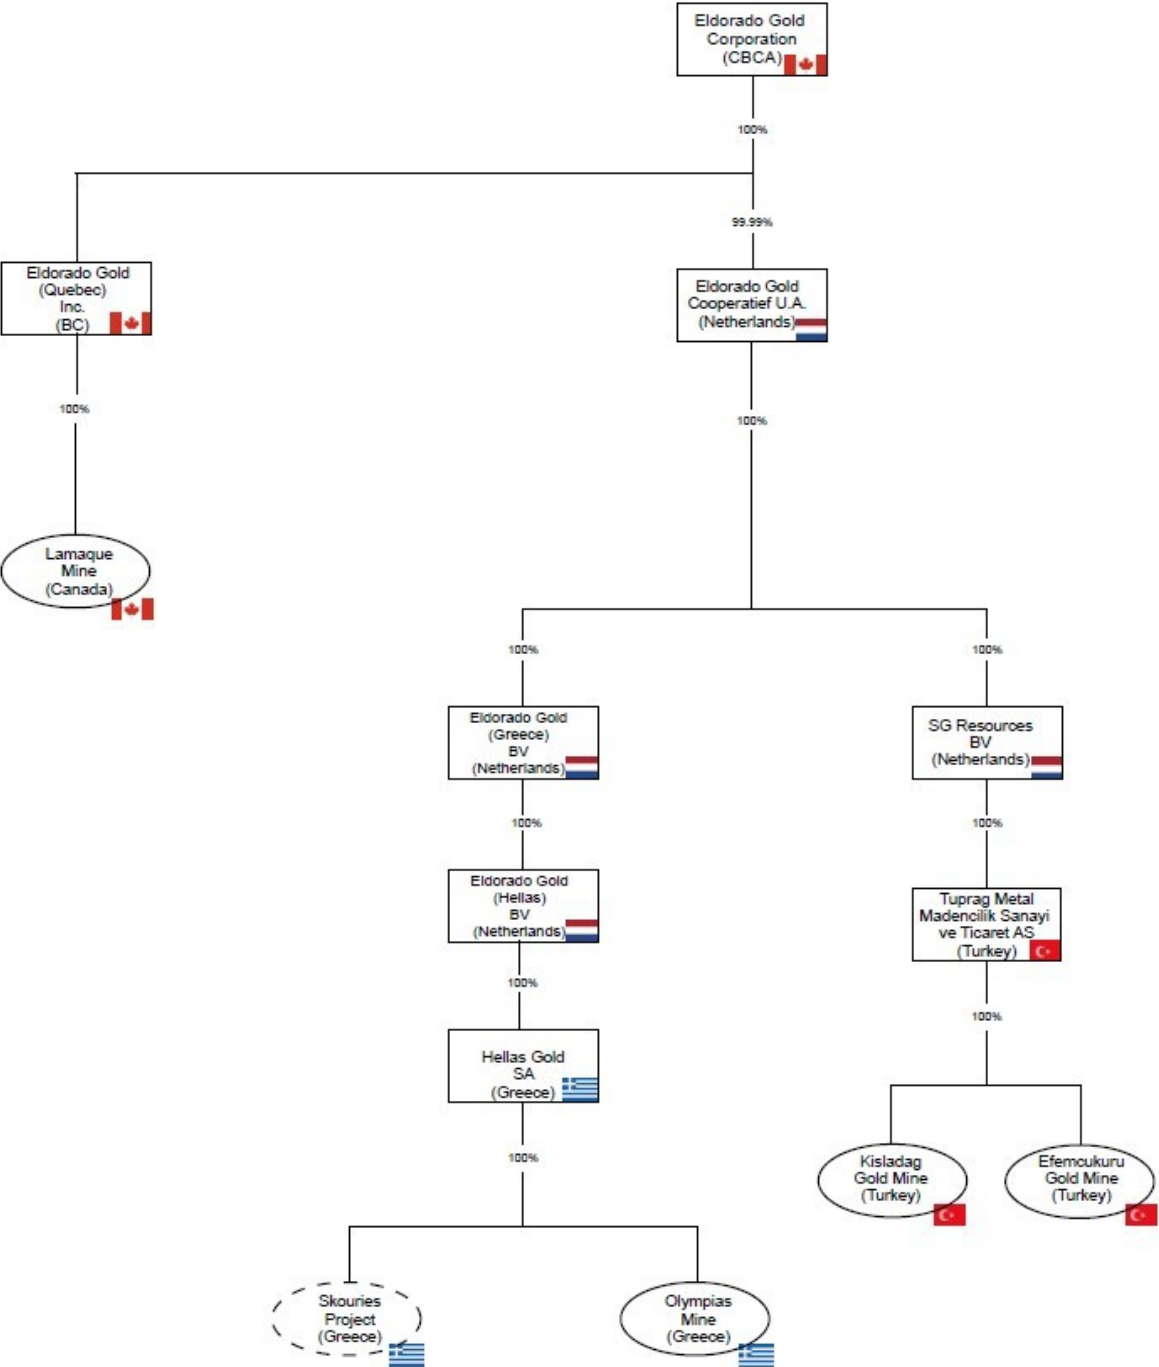 Eldorado Gold
Corporation
(CBCA)
100%
99.99%
Eldorado Gold
(Quebec)
Inc.
(BC)
Eldorado Gold
Cooperatief U.A.
(Netherlands)
100%
100%
Lamaque
Mine
(Canada)
100%
100%
Eldorado Gold
(Greece)
BV
(Netherlands)
SG Resources
BV
(Netherlands)
100%
100%
Eldorado Gold
(Hellas)
BV
(Netherlands)
Tuprag Metal
Madencilik Sanayi
ve Ticaret AS
(Turkey)
100%
100%
Hellas Gold
SA
(Greece)
100%
Kisladag
Gold Mine
(Turkey)
Efemcukuru
Gold Mine
(Turkey)
Skouries
Project
(Greece)
Olympias
Mine
(Greece)